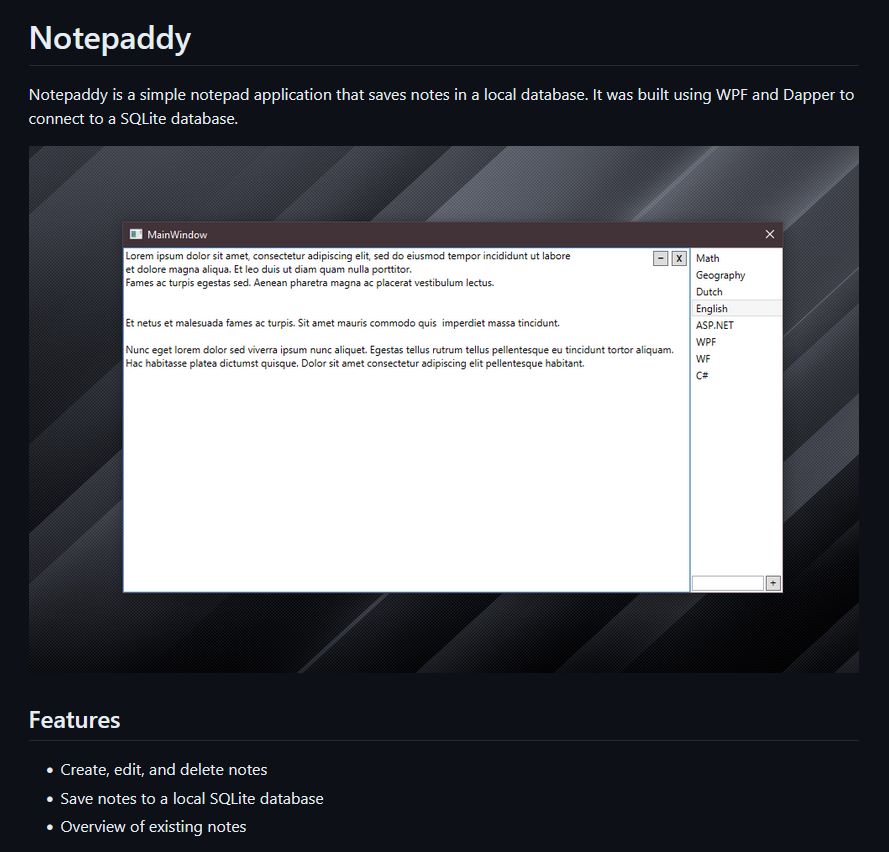 Notepaddy
Notepaddy is a simple notepad application that saves notes in a local database. It was built using WPF and Dapper to
connect to a SQLite database.
MainWindow
Lorem ipsum dolor sit amet, consectetur adipiscing elit, sed do eiusmod tempor incididunt ut labore
et dolore magna aliqua. Et leo duis ut diam quam nulla porttitor.
Fames ac turpis egestas sed. Aenean pharetra magna ac placerat vestibulum lectus.
Et netus et malesuada fames ac turpis. Sit amet mauris commodo quis  imperdiet massa tincidunt.
Nunc eget lorem dolor sed viverra ipsum nunc aliquet. Egestas tellus rutrum tellus pellentesque eu tincidunt tortor aliquam.
Hac habitasse platea dictumst quisque. Dolor sit amet consectetur adipiscing elit pellentesque habitant.
– X
Math
Geography
Dutch
English
ASP.NET
WPF
WF
C#
+
Features
• Create, edit, and delete notes
• Save notes to a local SQLite database
• Overview of existing notes